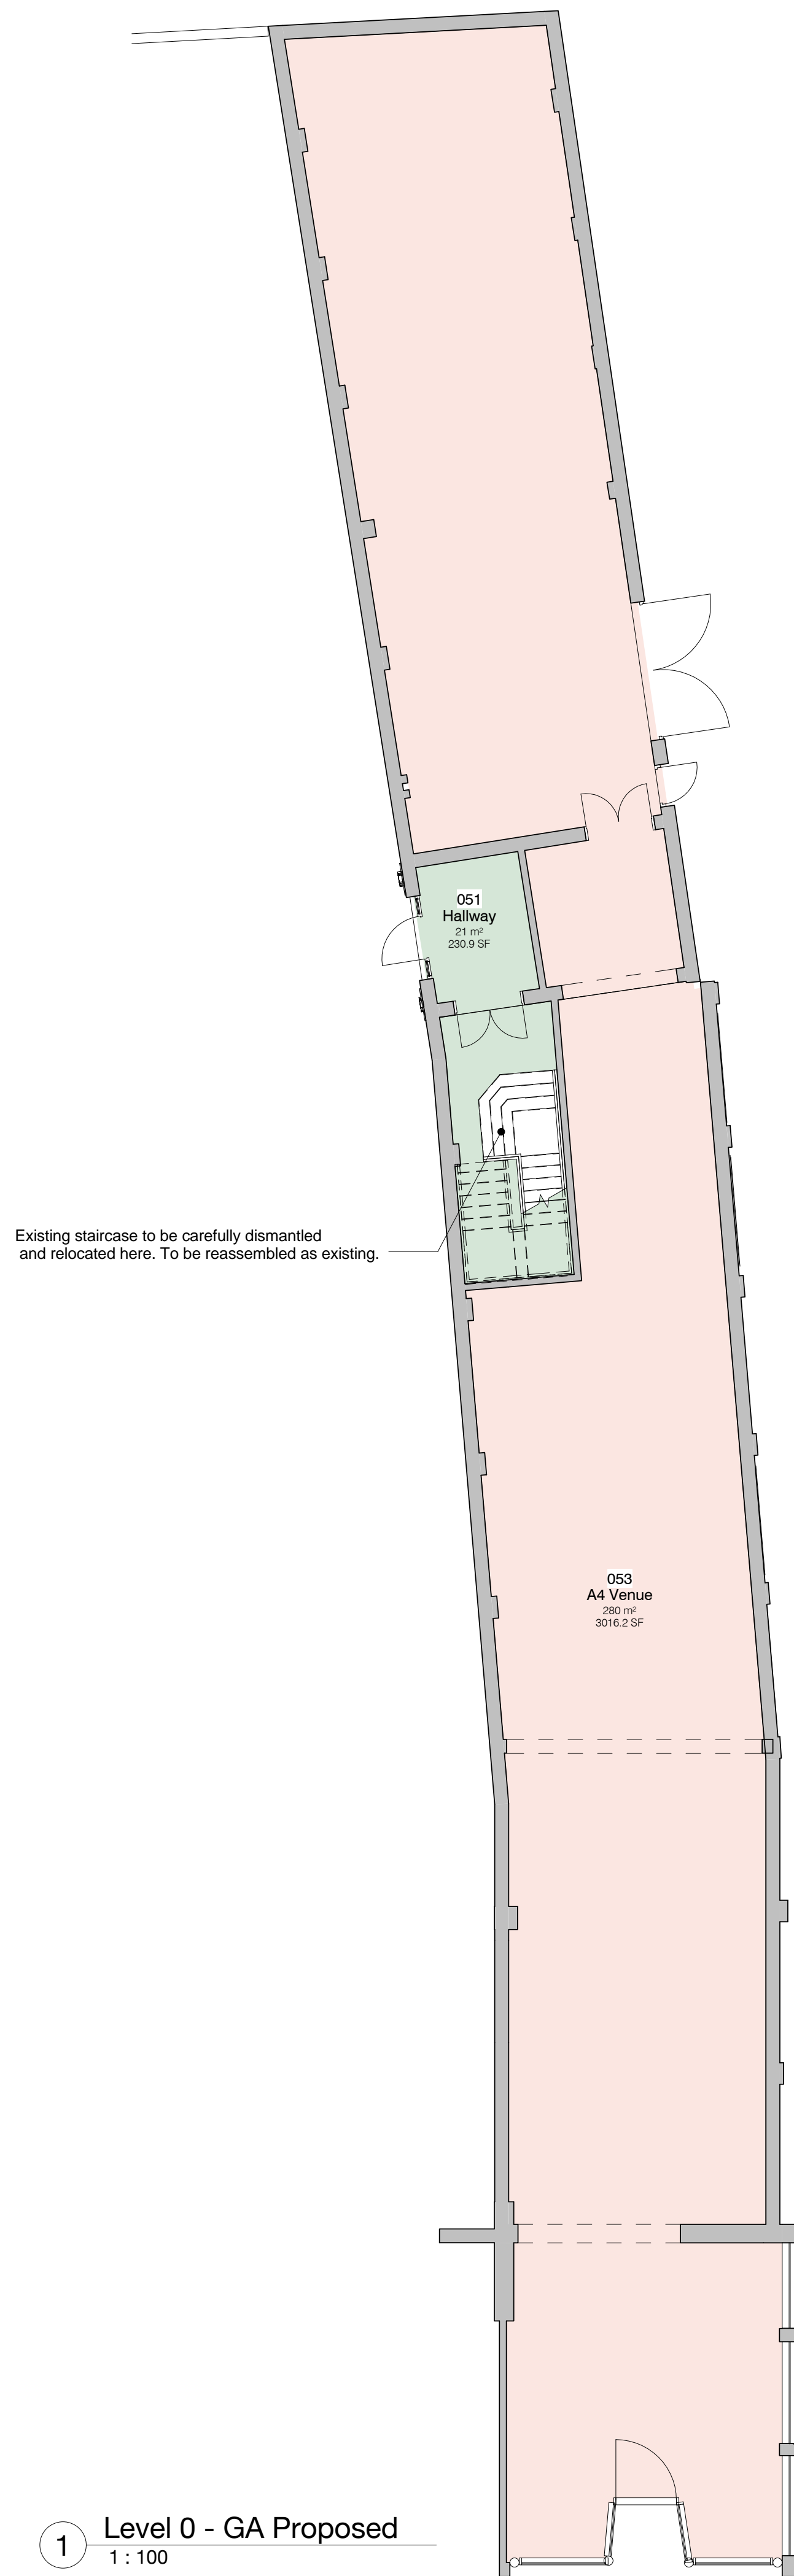 051
Hallway
21 m²
230.9 SF
Existing staircase to be carefully dismantled
and relocated here. To be reassembled as existing.
053
A4 Venue
280 m²
3016.2 SF
1
Level 0 - GA Proposed
1 : 100